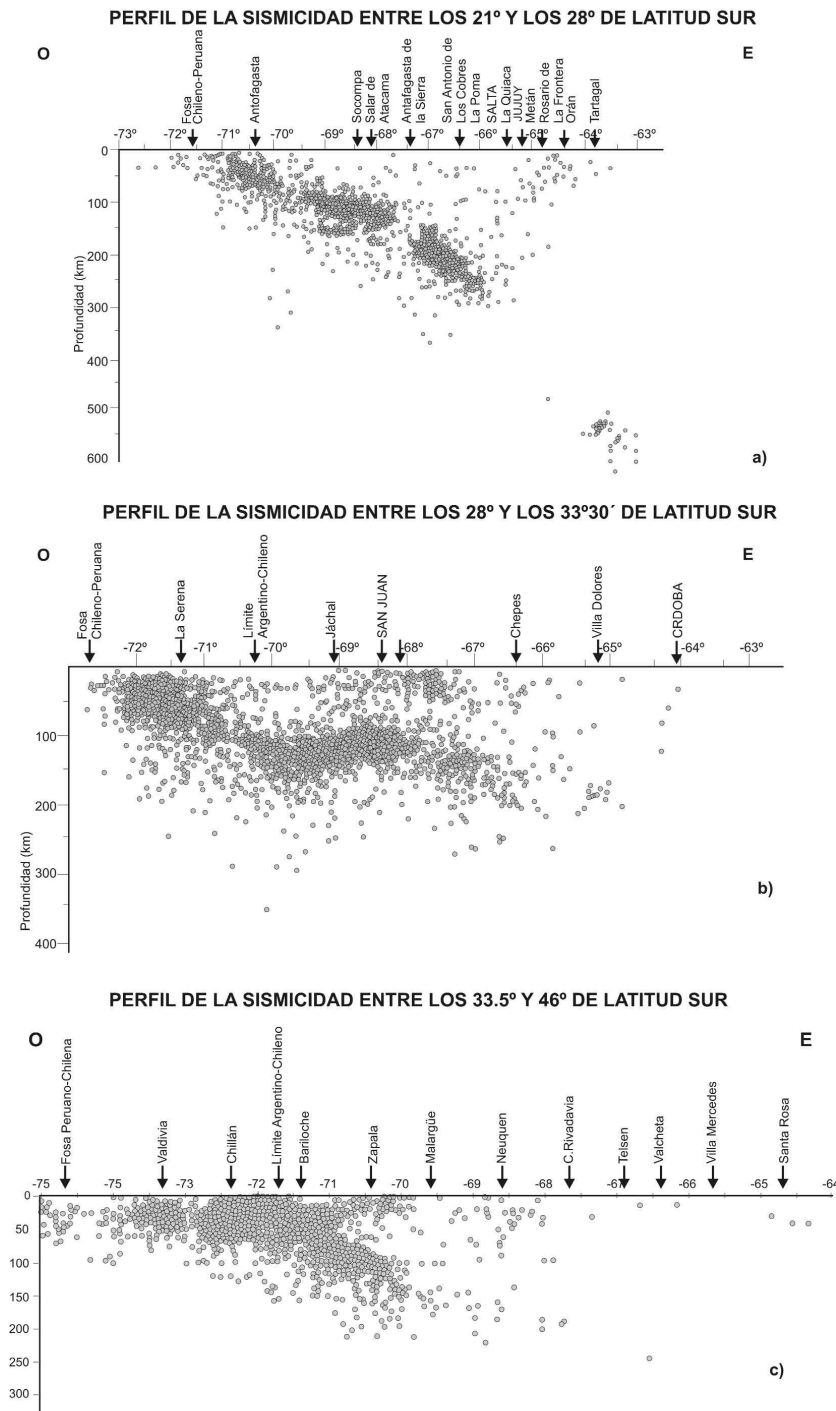 PERFIL DE LA SISMICIDAD ENTRE LOS 21º Y LOS 28º DE LATITUD SUR
O
E
Fosa
Chileno-Peruana
Antofagasta
Socompa
Salar de
Atacama
Antafagasta de
la Sierra
San Antonio de
Los Cobres
La Poma
SALTA
La Quiaca
JUJUY
Metán
Rosario de
La Frontera
Orán
Tartagal
-73º
-72º
-71º
-70º
-69º
-68º
-67º
-66º
-65º
-64º
-63º
0
100
200
300
400
500
600
Profundidad (km)
a)
PERFIL DE LA SISMICIDAD ENTRE LOS 28º Y LOS 33º30´ DE LATITUD SUR
O
E
Fosa
Chileno-Peruana
La Serena
Límite
Argentino-Chileno
Jáchal
SAN JUAN
Chepes
Villa Dolores
CRDOBA
-72º
-71º
-70º
-69º
-68º
-67º
-66º
-65º
-64º
-63º
0
100
200
300
400
Profundidad (km)
b)
PERFIL DE LA SISMICIDAD ENTRE LOS 33.5º Y 46º DE LATITUD SUR
O
E
Fosa Peruano-Chilena
Valdivia
Chillán
Límite Argentino-Chileno
Bariloche
Zapala
Malargüe
Neuquen
C.Rivadavia
Telsen
Valcheta
Villa Mercedes
Santa Rosa
-75
-75
-73
-72
-71
-70
-69
-68
-67
-66
-65
-64
0
50
100
150
200
250
300
c)